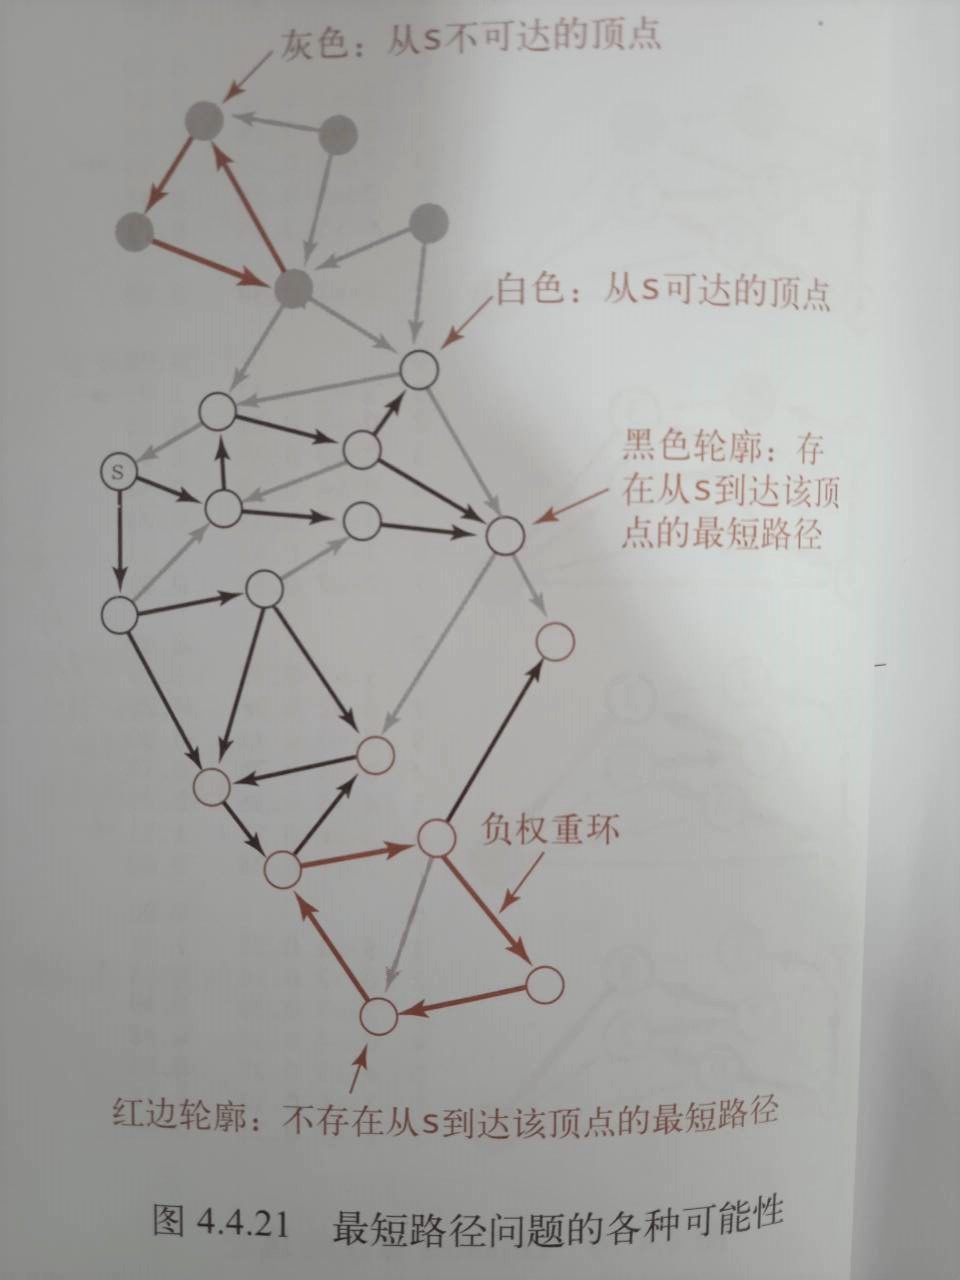 灰色：从s不可达的顶点
白色：从s可达的顶点
黑色轮廓：存
在从s到达该顶
点的最短路径
S
负权重环
红边轮廓：不存在从s到达该顶点的最短路径
图 4.4.21 最短路径问题的各种可能性